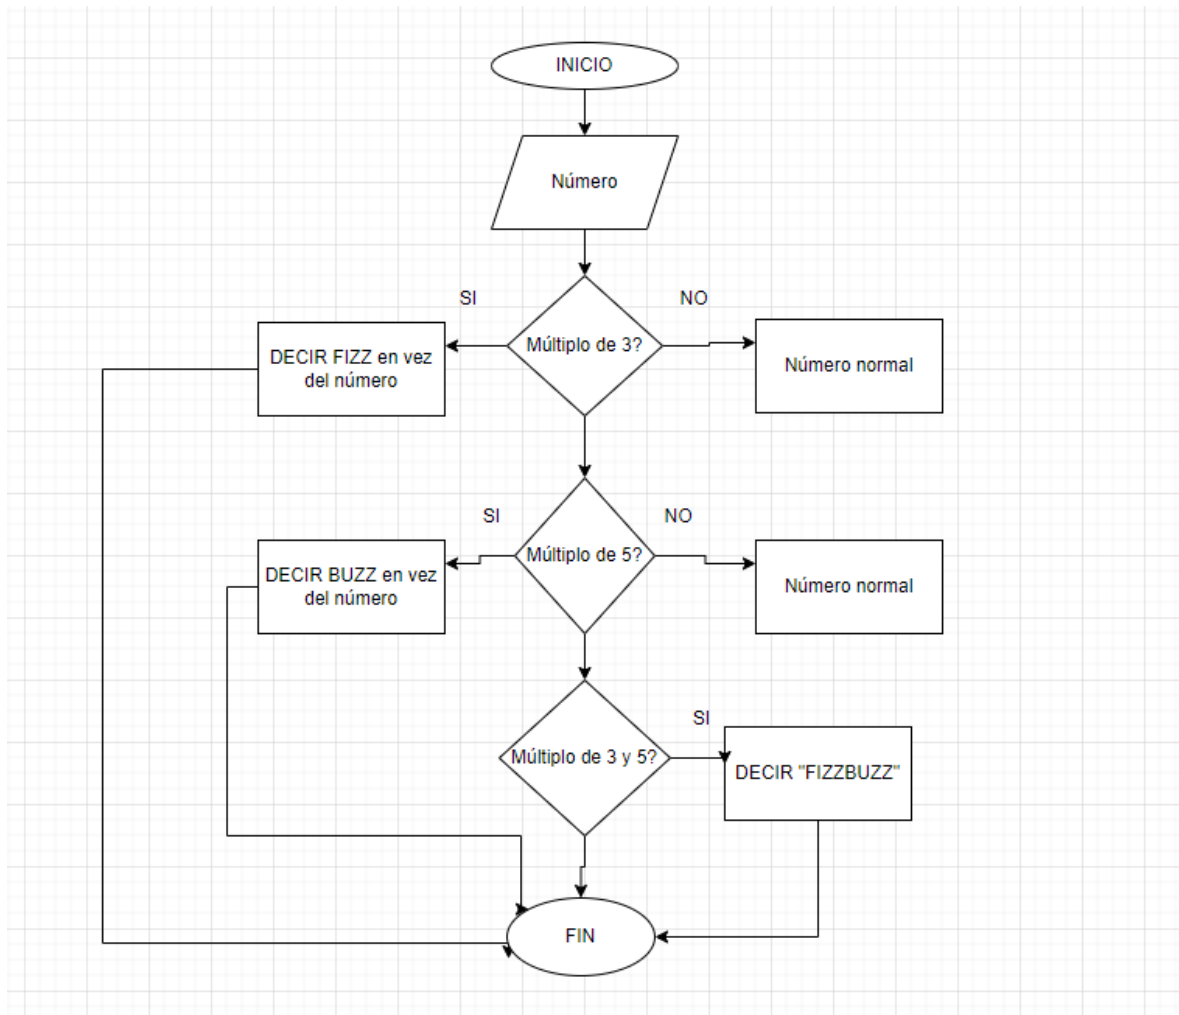 INICIO
Número
SI
NO
Múltiplo de 3?
DECIR FIZZ en vez
del número
Número normal
SI
NO
Múltiplo de 5?
DECIR BUZZ en vez
del número
Número normal
SI
Múltiplo de 3 y 5?
DECIR "FIZZBUZZ"
FIN